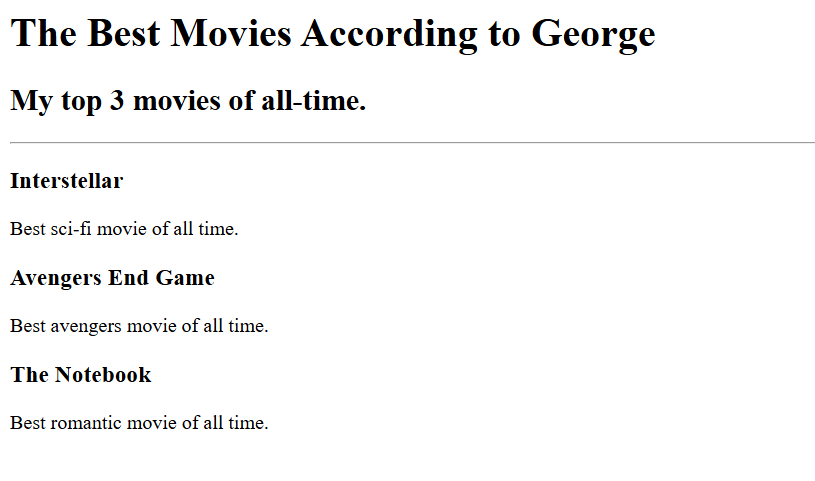 The Best Movies According to George
My top 3 movies of all-time.
Interstellar
Best sci-fi movie of all time.
Avengers End Game
Best avengers movie of all time.
The Notebook
Best romantic movie of all time.